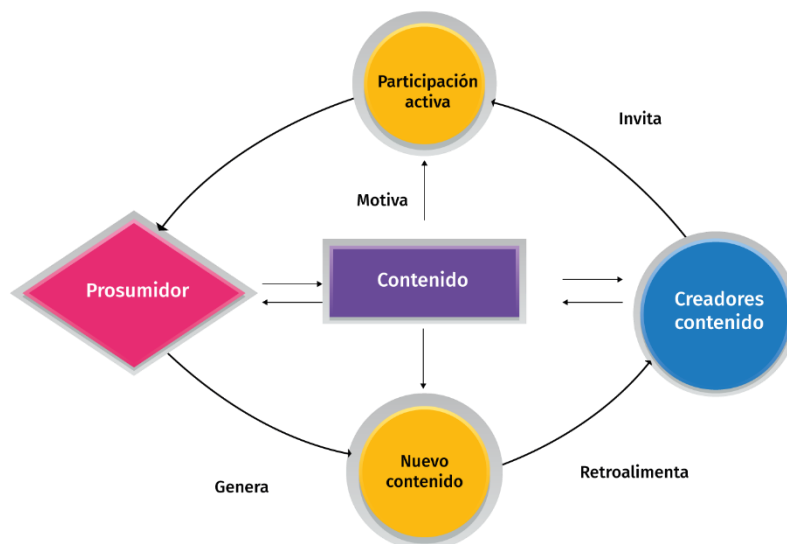 Participación
activa
Invita
Motiva
Prosumidor
Contenido
Creadores
contenido
Nuevo
contenido
Genera
Retroalimenta